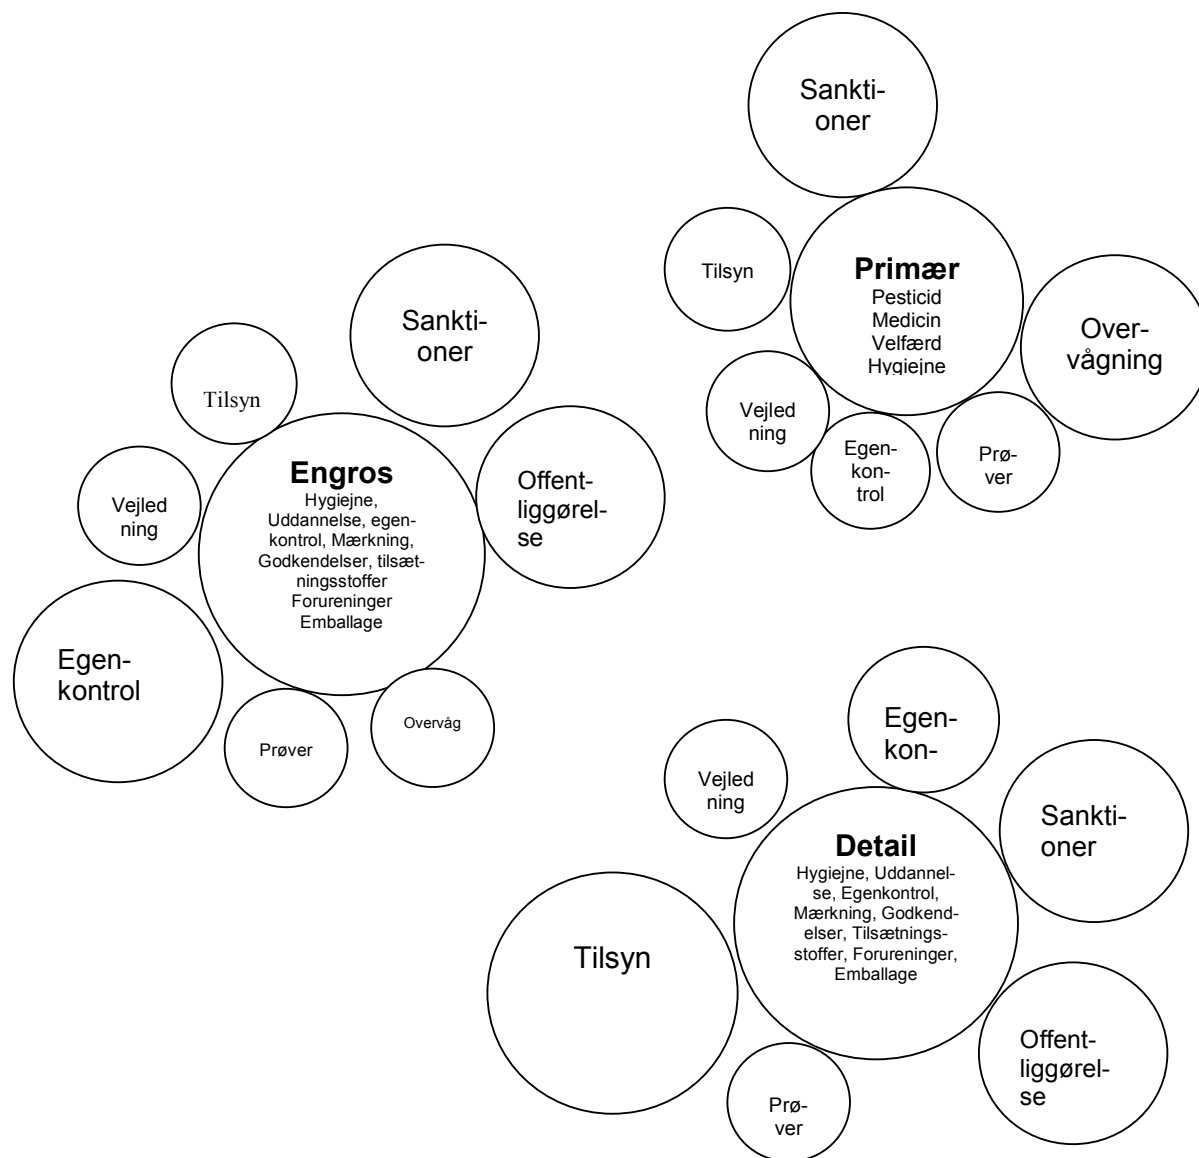 Sankti-
oner
Tilsyn
Primær
Pesticid
Medicin
Velfærd
Hygiejne
Over-
vågning
Vejled
ning
Egen-
kon-
trol
Prø-
ver
Sankti-
oner
Tilsyn
Vejled
ning
Engros
Hygiejne,
Uddannelse, egen-
kontrol, Mærkning,
Godkendelser, tilsæt-
ningsstoffer
Forureninger
Emballage
Offent-
liggørel-
se
Egen-
kontrol
Prøver
Overvåg
Egen-
kon-
Vejled
ning
Sankti-
oner
Detail
Hygiejne, Uddannel-
se, Egenkontrol,
Mærkning, Godkend-
elser, Tilsætnings-
stoffer, Forureninger,
Emballage
Tilsyn
Offent-
liggørel-
se
Prø-
ver